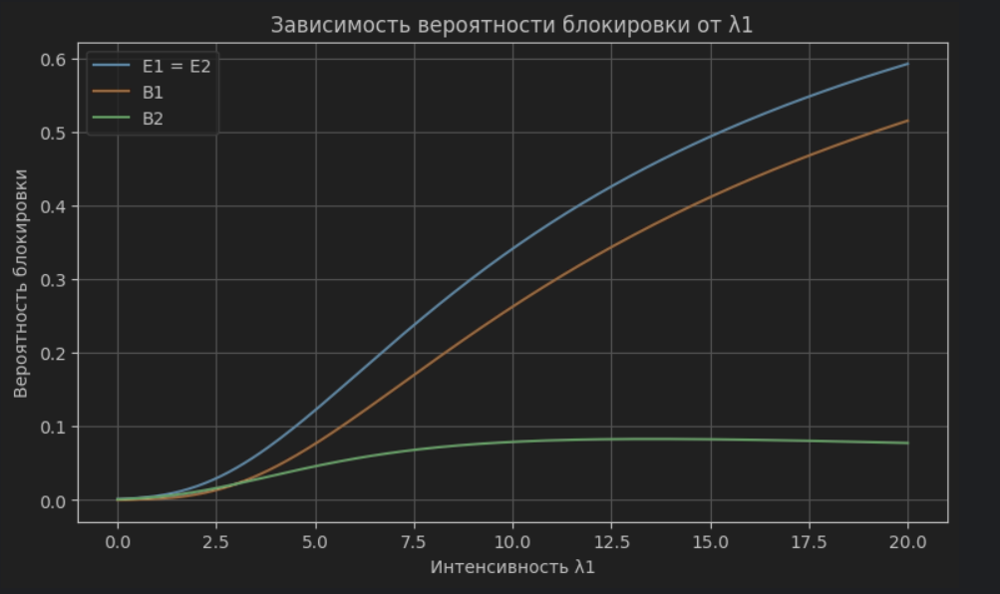 Зависимость вероятности блокировки от λ1
E1 = E2
B1
B2
Вероятность блокировки
0.6
0.5
0.4
0.3
0.2
0.1
0.0
0.0 2.5 5.0 7.5 10.0 12.5 15.0 17.5 20.0
Интенсивность λ1